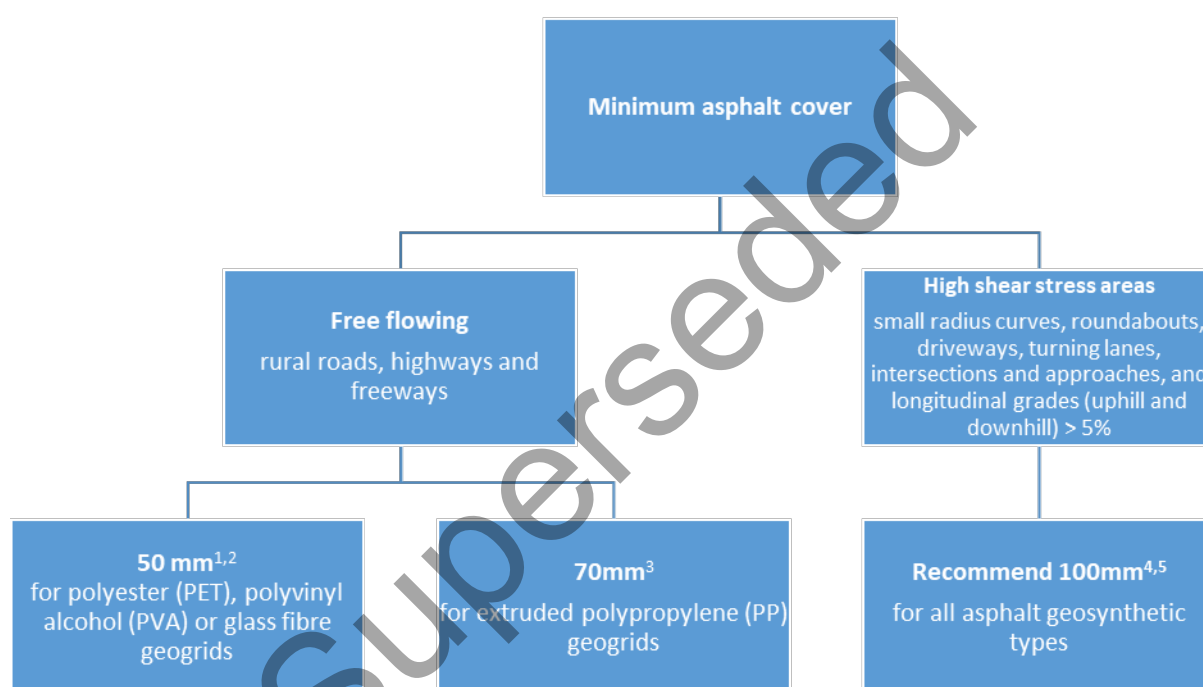 Minimum asphalt cover
Free flowing
rural roads, highways and
freeways
High shear stress areas
small radius curves, roundabouts,
driveways, turning lanes,
intersections and approaches, and
longitudinal grades (uphill and
downhill) > 5%
50 mm1,2
for polyester (PET), polyvinyl
alcohol (PVA) or glass fibre
geogrids
70mm3
for extruded polypropylene (PP)
geogrids
Recommend 100mm4,5
for all asphalt geosynthetic
types
Superseded